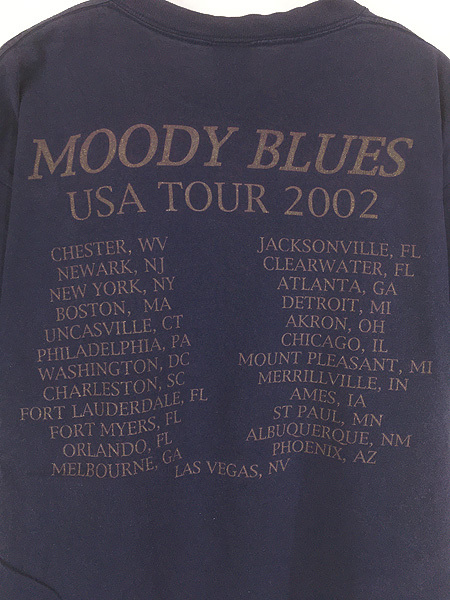 MOODY BLUES
USA TOUR 2002
CHESTER, WV
NEWARK, NJ
NEW YORK, NY
BOSTON, MA
UNCASVILLE, CT
PHILADELPHIA, PA
WASHINGTON, DC
CHARLESTON, SC
FORT LAUDERDALE, FL
FORT MYERS, FL
ORLANDO, FL
MELBOURNE, GA
JACKSONVILLE, FL
CLEARWATER, FL
ATLANTA, GA
DETROIT, MI
AKRON, OH
CHICAGO, IL
MOUNT PLEASANT, MI
MERRILLVILLE, IN
AMES, IA
ST PAUL, MN
ALBUQUERQUE, NM
PHOENIX, AZ
LAS VEGAS, NV